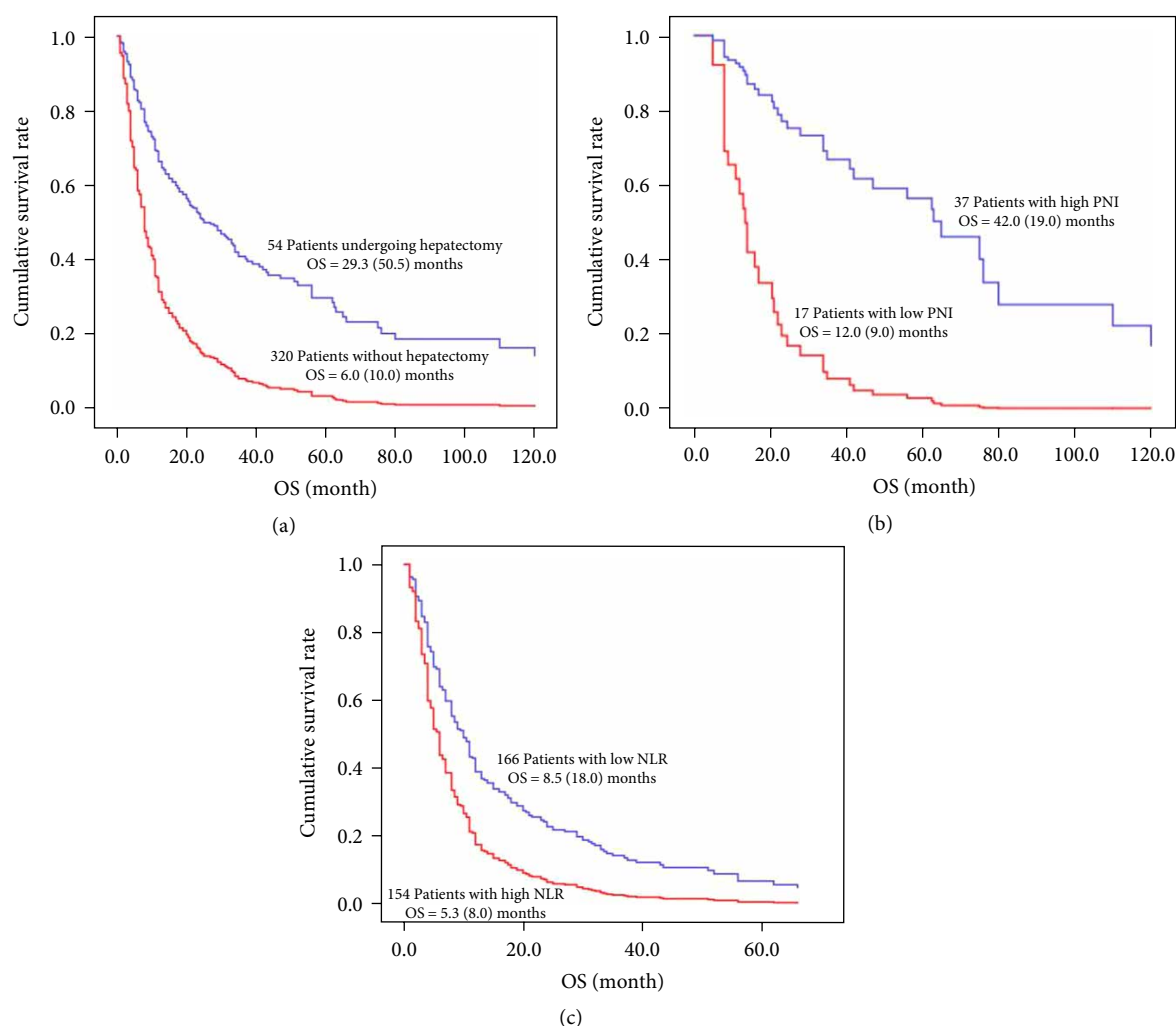 1.0
0.8
0.6
0.4
0.2
0.0
Cumulative survival rate
54 Patients undergoing hepatectomy
OS = 29.3 (50.5) months
320 Patients without hepatectomy
OS = 6.0 (10.0) months
0.0 20.0 40.0 60.0 80.0 100.0 120.0
OS (month)
(a)
1.0
0.8
0.6
0.4
0.2
0.0
Cumulative survival rate
37 Patients with high PNI
OS = 42.0 (19.0) months
17 Patients with low PNI
OS = 12.0 (9.0) months
0.0 20.0 40.0 60.0 80.0 100.0 120.0
OS (month)
(b)
1.0
0.8
0.6
0.4
0.2
0.0
Cumulative survival rate
166 Patients with low NLR
OS = 8.5 (18.0) months
154 Patients with high NLR
OS = 5.3 (8.0) months
0.0 20.0 40.0 60.0
OS (month)
(c)